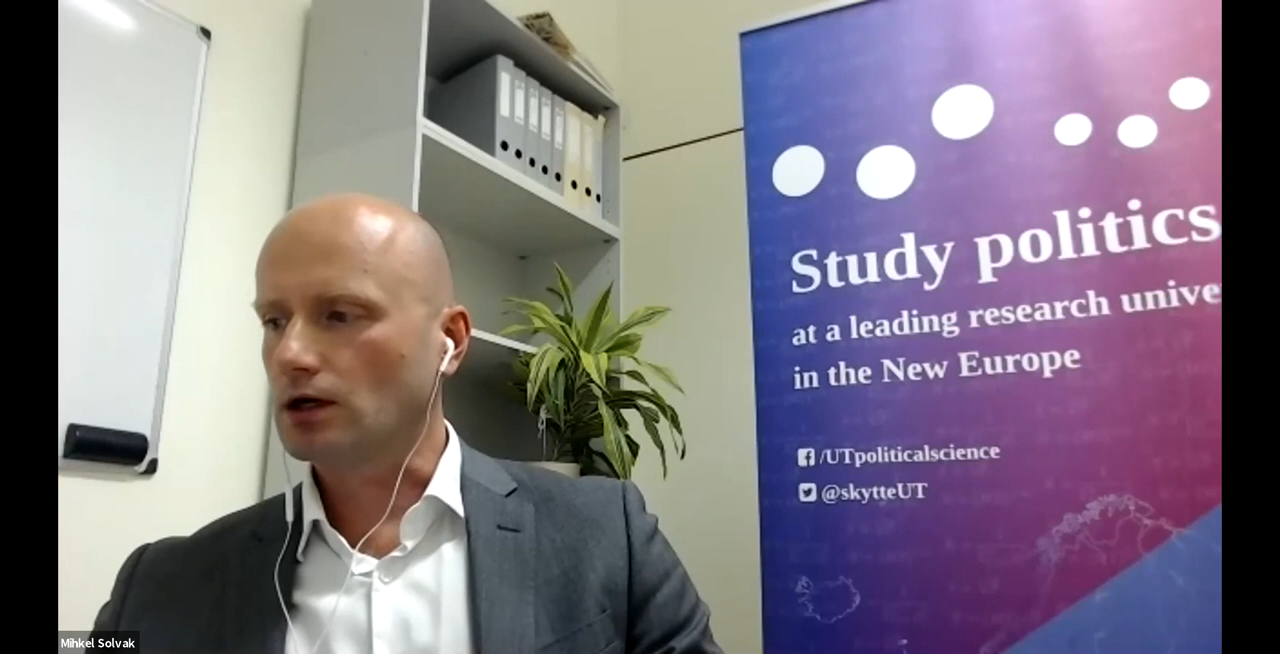 Study politics
at a leading research unive
in the New Europe
/UTpoliticalscience
@skytteUT
Mihkel Solvak